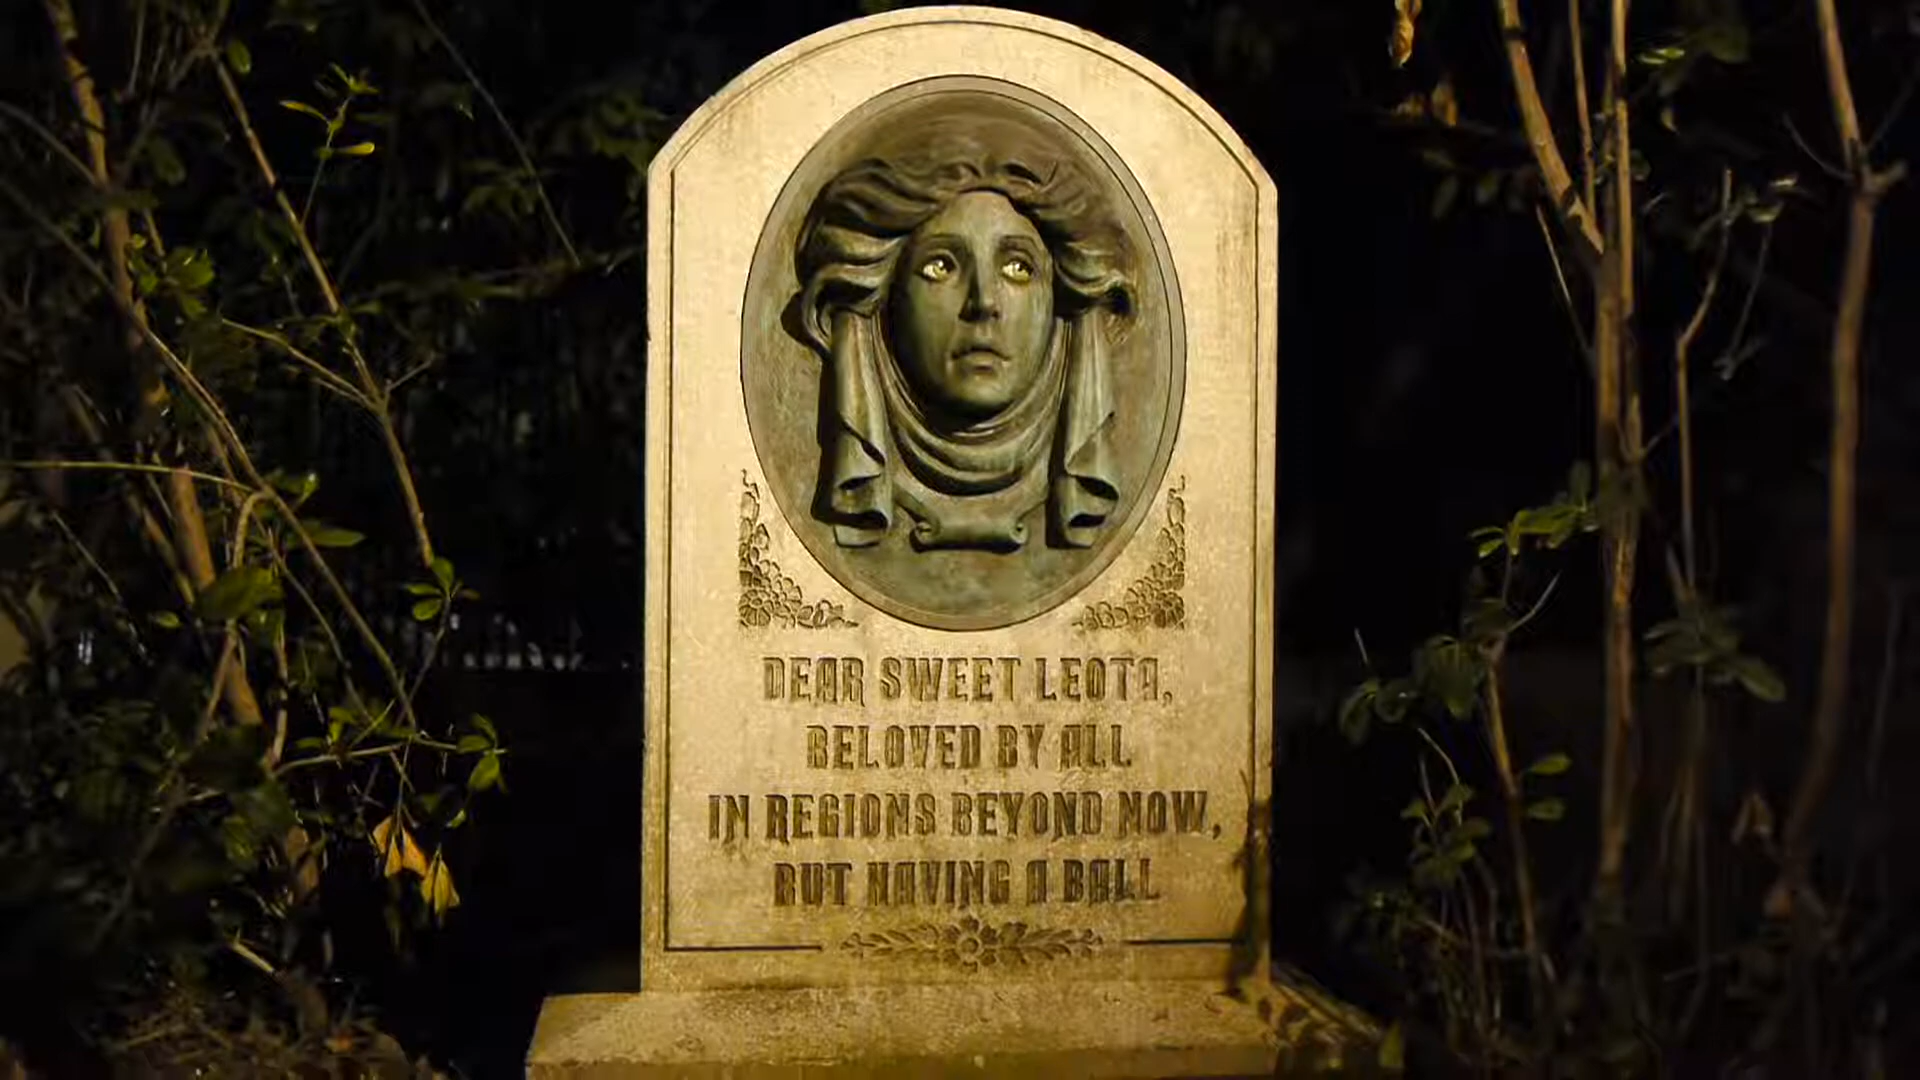 DEAR SWEET LEOTA,
BELOVED BY ALL
IN REGIONS BEYOND NOW,
BUT HAVING A BALL